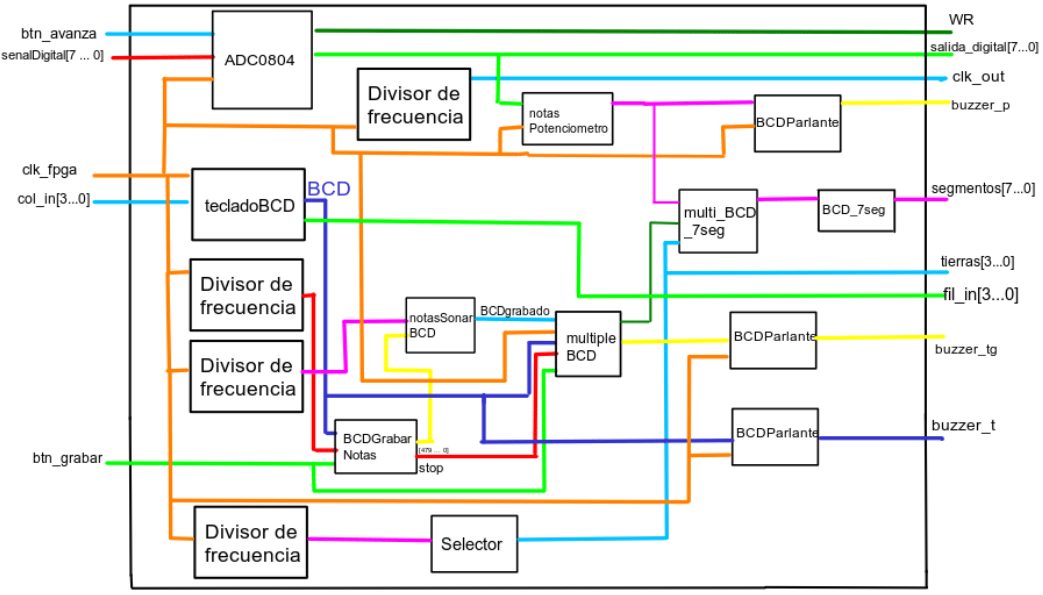 btn_avanza
senalDigital[7 ... 0]
ADC0804
WR
salida_digital[7...0]
clk_out
Divisor de
frecuencia
notas
Potenciometro
BCDParlante
buzzer_p
clk_fpga
col_in[3...0]
tecladoBCD
BCD
multi_BCD
_7seg
BCD_7seg
segmentos[7...0]
tierras[3...0]
fil_in[3...0]
Divisor de
frecuencia
notasSonar
BCD
BCDgrabado
multiple
BCD
BCDParlante
buzzer_tg
Divisor de
frecuencia
BCDGrabar
Notas
[479 .... 0]
stop
BCDParlante
buzzer_t
btn_grabar
Divisor de
frecuencia
Selector